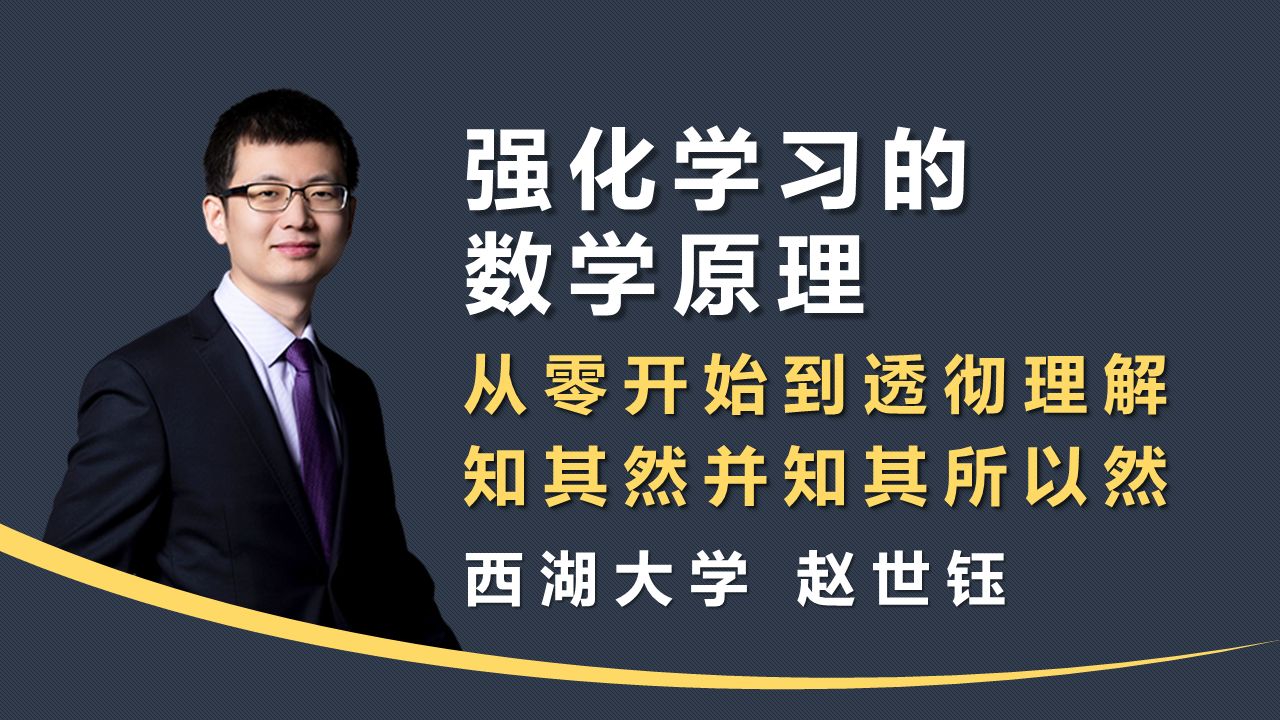 强化学习的
数学原理
从零开始到透彻理解
知其然并知其所以然
西湖大学 赵世钰